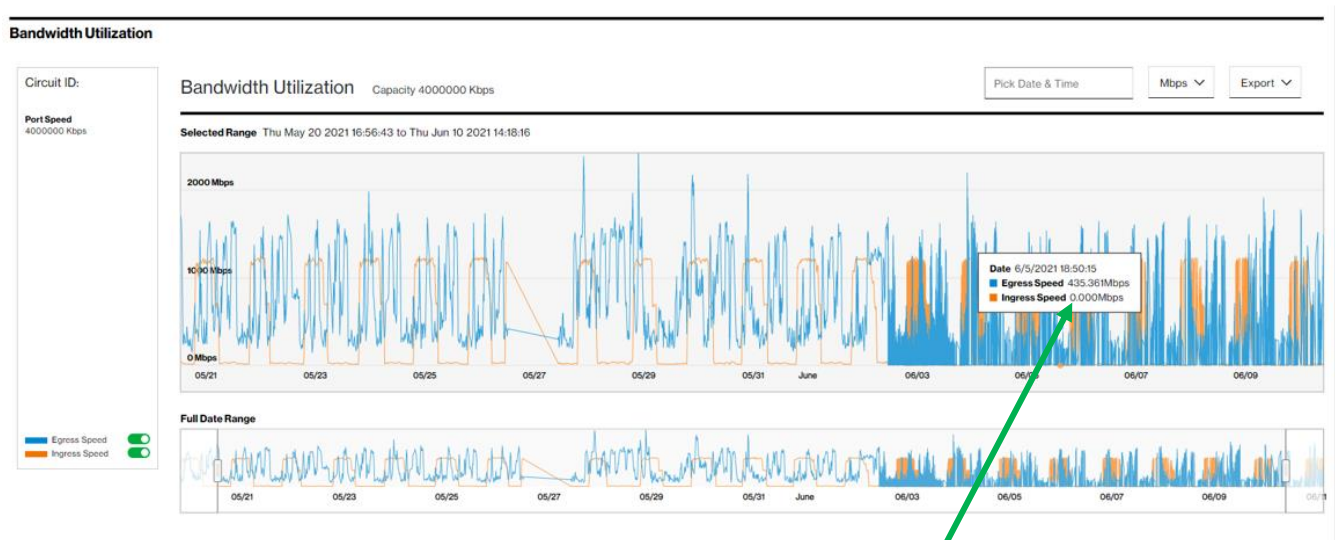 Bandwidth Utilization
Circuit ID:
Port Speed
4000000 Kbps
Egress Speed
Ingress Speed
Bandwidth Utilization Capacity 4000000 Kbps
Pick Date & Time
Mbps
Export
Selected Range Thu May 20 2021 16:56:43 to Thu Jun 10 2021 14:18:16
2000 Mbps
1000 Mbps
0 Mbps
Date 6/5/2021 18:50:15
Egress Speed 435.361Mbps
Ingress Speed 0.000Mbps
05/21 05/23 05/25 05/27 05/29 05/31 June 06/03 06/05 06/07 06/09
Full Date Range
05/21 05/23 05/25 05/27 05/29 05/31 June 06/03 06/05 06/07 06/09 06/11